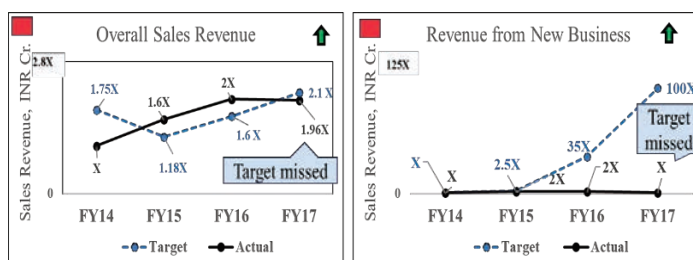 Overall Sales Revenue
Sales Revenue, INR Cr.
2.8X
1.75X
1.6X
2X
2.1 X
X
1.18X
1.6 X
1.96X
Target missed
0
FY14 FY15 FY16 FY17
Target Actual
Revenue from New Business
Sales Revenue, INR Cr.
125X
100X
Target
missed
35X
X
X
2.5X
2X
2X
X
0
FY14 FY15 FY16 FY17
Target Actual